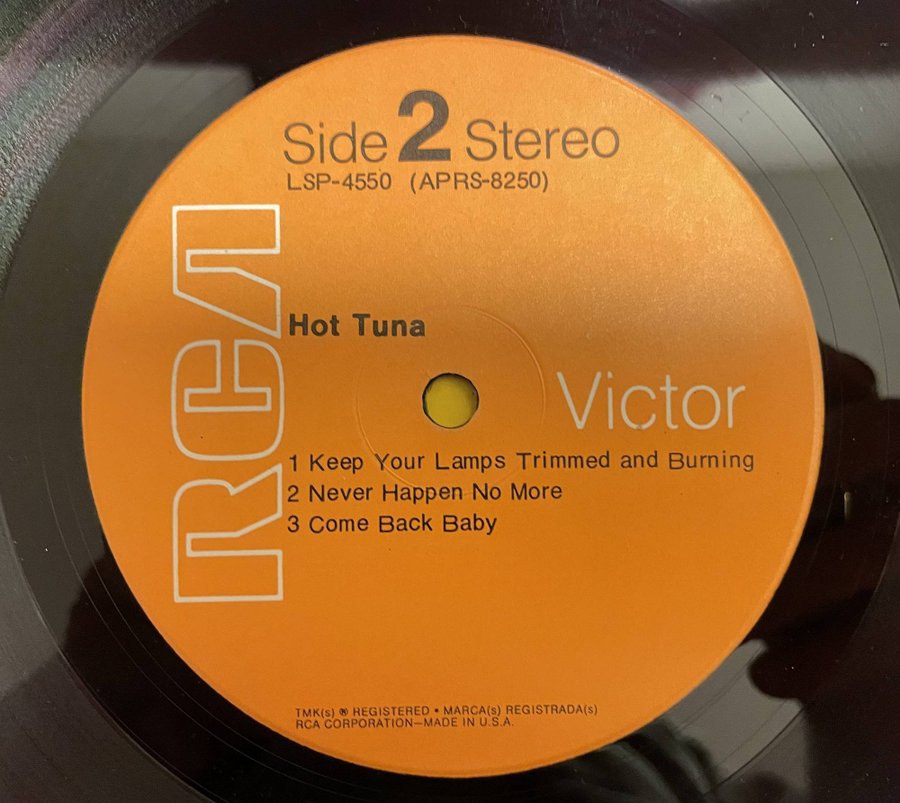 Side 2 Stereo
LSP-4550 (APRS-8250)
RCA
Hot Tuna
Victor
1 Keep Your Lamps Trimmed and Burning
2 Never Happen No More
3 Come Back Baby
TMK(s) ® REGISTERED • MARCA(s) REGISTRADA(s)
RCA CORPORATION—MADE IN U.S.A.